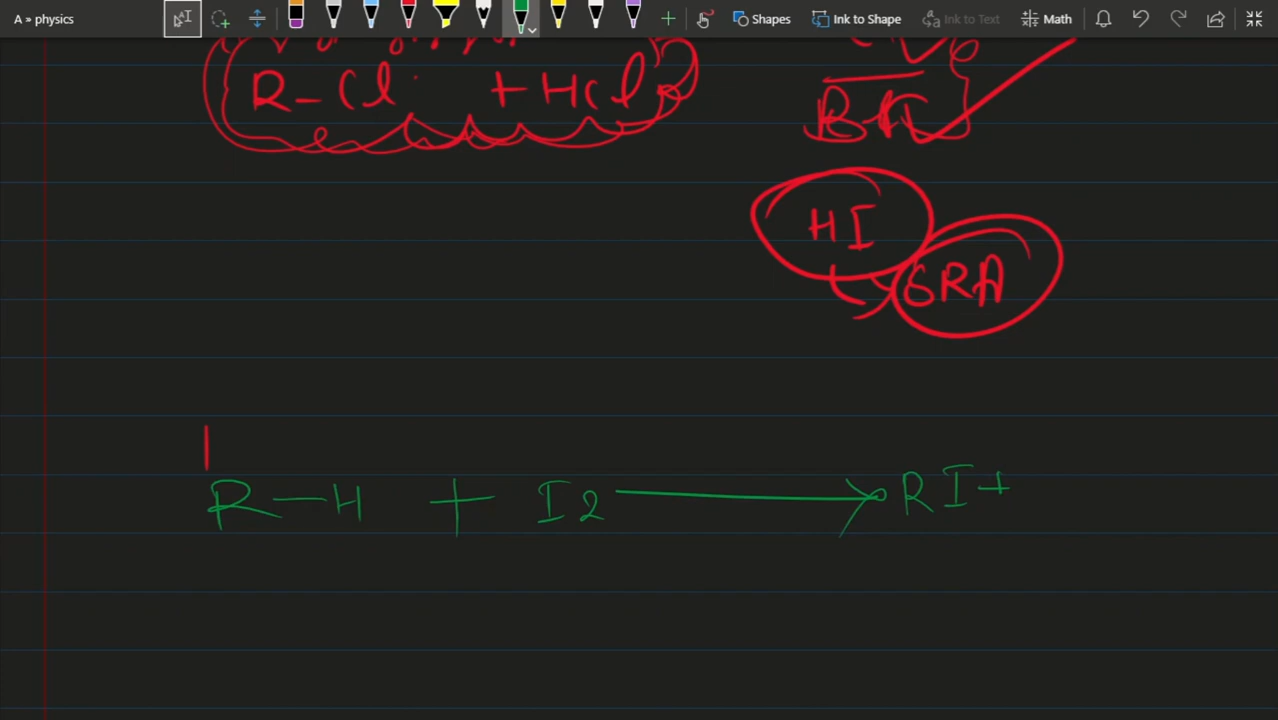 A » physics
Shapes
Ink to Shape
Ink to Text
Math
R-Cl + HCl
HI
SRA
R-H + I2 → RI+